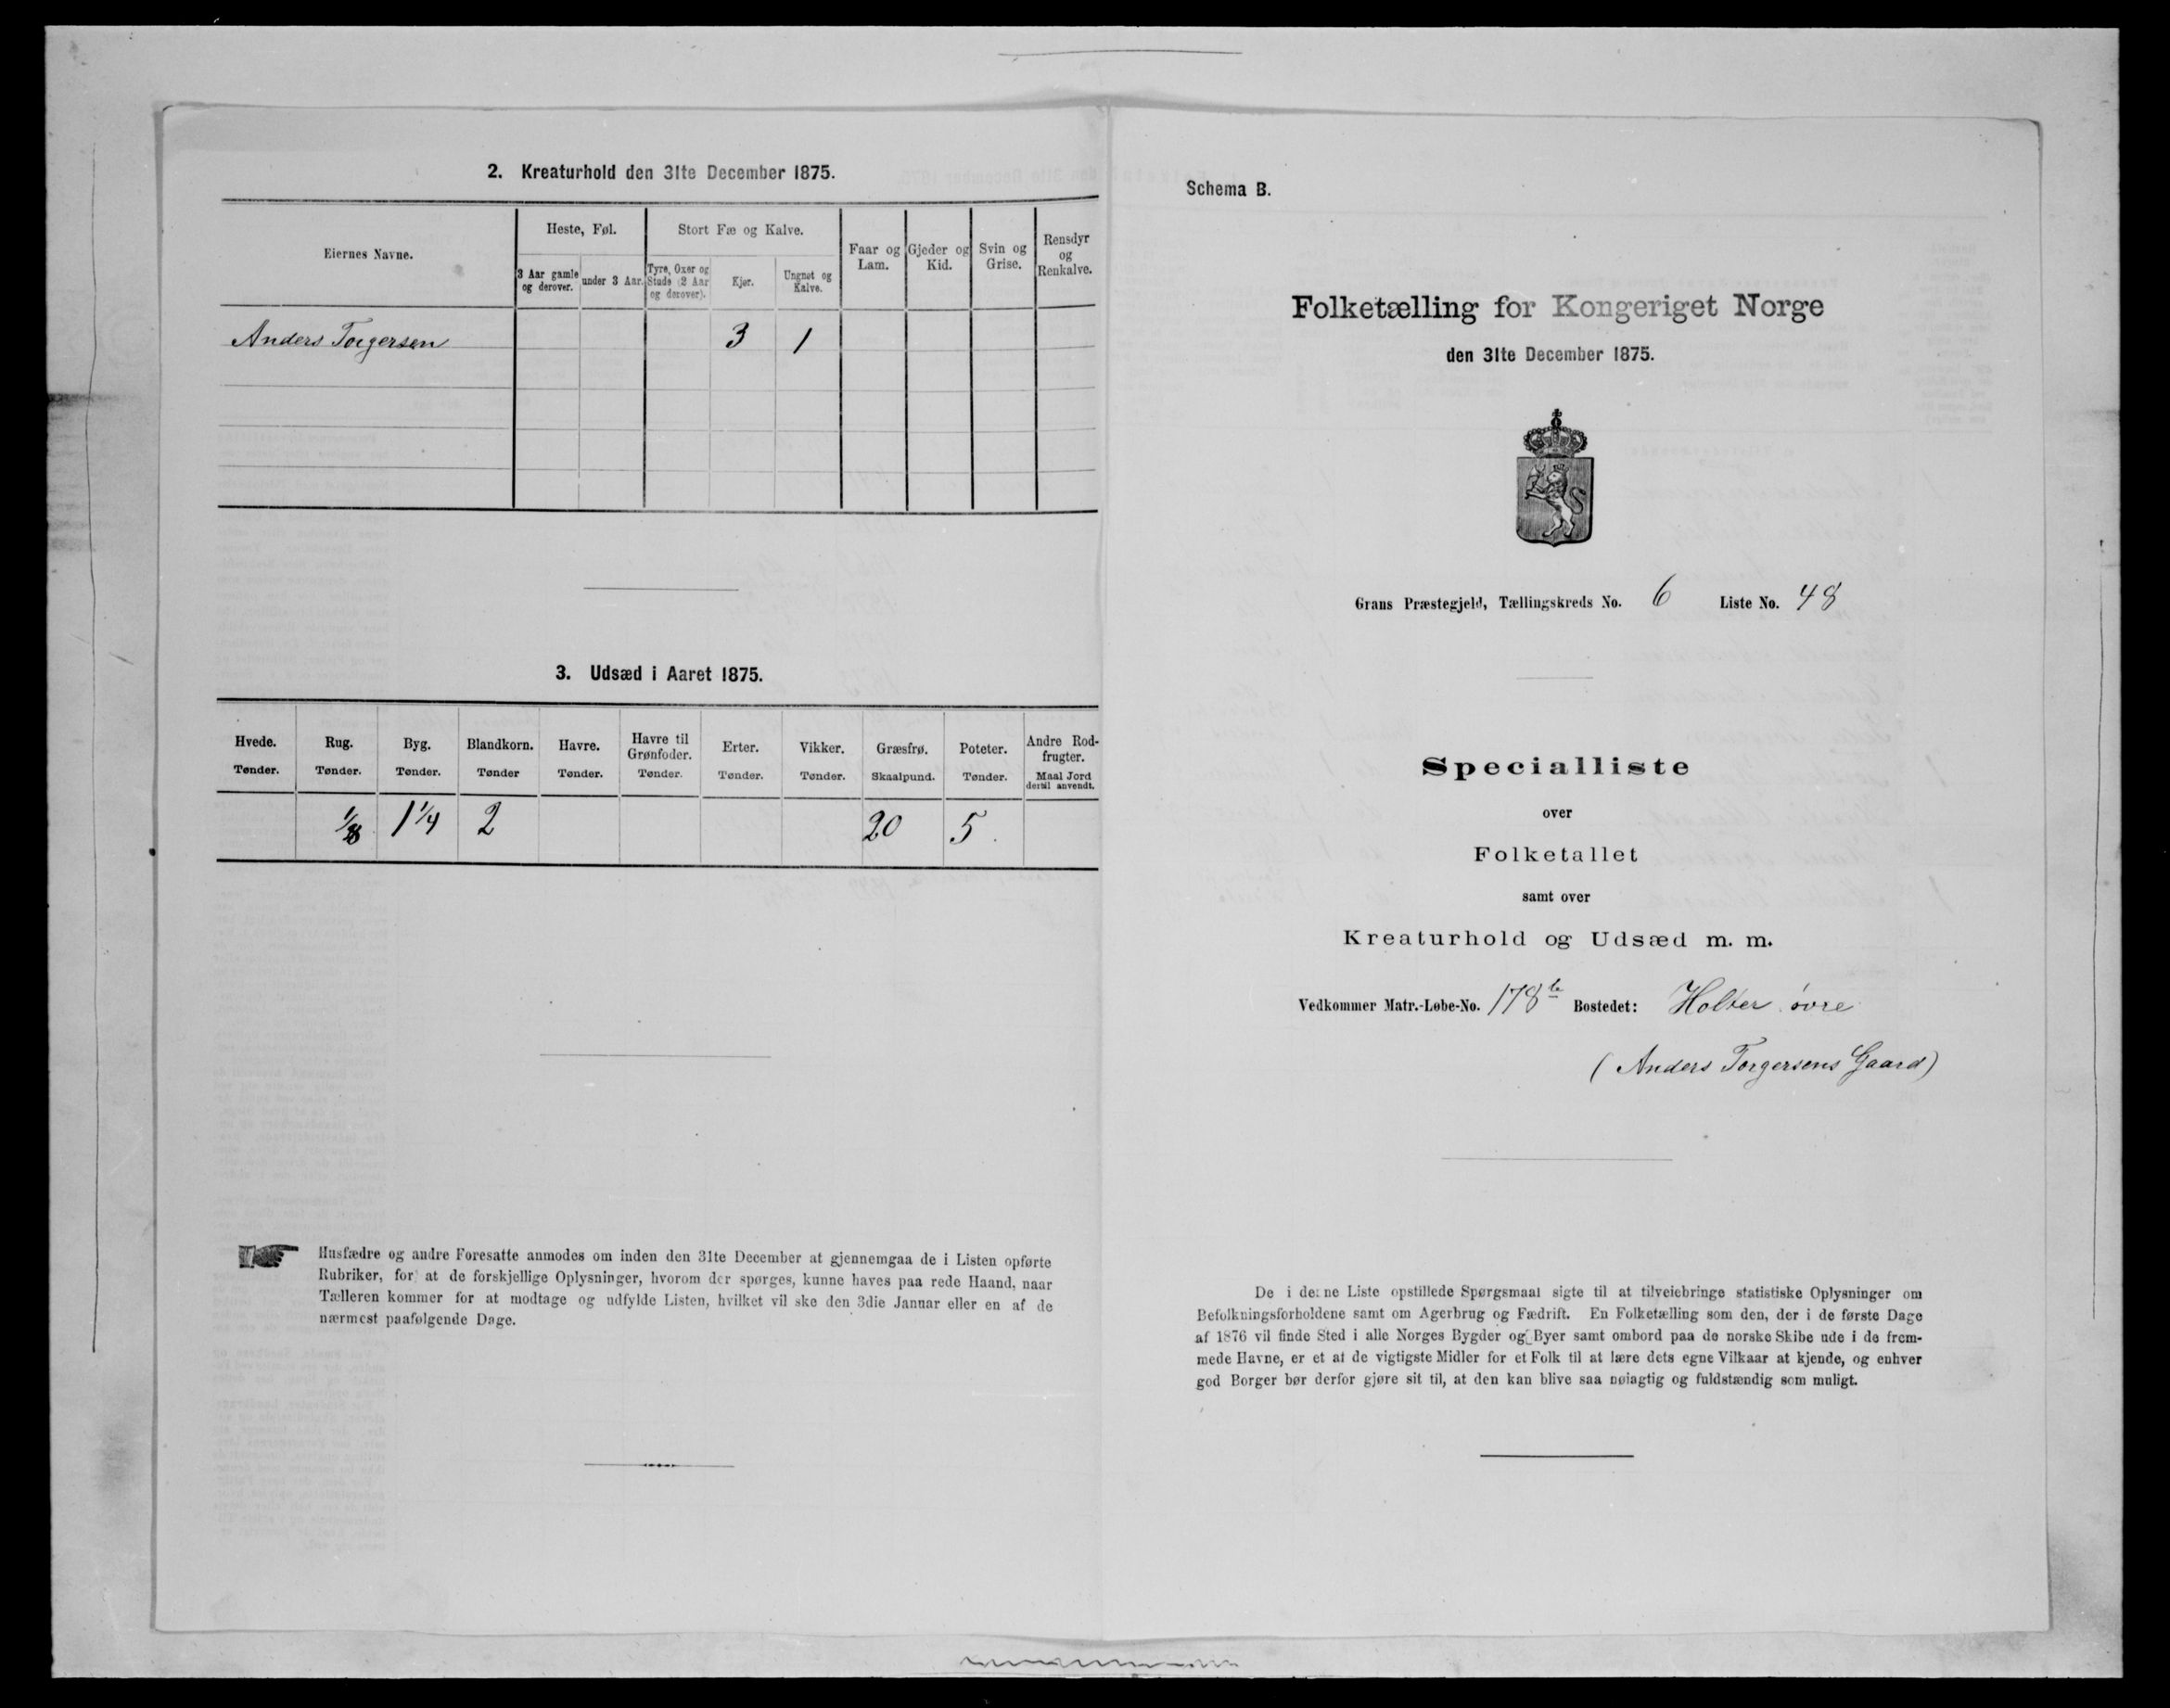 2. Kreaturhold den 31te December 1875.
Eiernes Navne.
Heste, Føl.
Stort Fæ og Kalve.
Faar og Lam.
Gjeder og Kid.
Svin og Grise.
Rensdyr og Renkalve.
3 Aar gamle og derover.
under 3 Aar.
Tyre, Oxer og Stude (2 Aar og derover).
Kjør.
Ungnøt og Kalve.
Anders Torgersen 3 1
3. Udsæd i Aaret 1875.
Hvede. Rug. Byg. Blandkorn. Havre. Havre til Grønfoder. Erter. Vikker. Græsfrø. Poteter. Andre Rodfrugter.
Tønder. Tønder. Tønder. Tønder Tønder. Tønder. Tønder. Tønder. Skaalpund. Tønder. Maal Jord dertil anvendt.
1/8 1 1/4 2 20 5.
Husfædre og andre Foresatte anmodes om inden den 31te December at gjennemgaa de i Listen opførte
Rubriker, for at de forskjellige Oplysninger, hvorom der spørges, kunne haves paa rede Haand, naar
Tælleren kommer for at modtage og udfylde Listen, hvilket vil ske den 3die Januar eller en af de
nærmest paafølgende Dage.
Schema B.
Folketælling for Kongeriget Norge
den 31te December 1875.
Grans Præstegjeld, Tællingskreds No. 6 Liste No. 48
Specialliste
over
Folketallet
samt over
Kreaturhold og Udsæd m. m.
Vedkommer Matr.-Løbe-No. 178 b Bostedet: Holter øvre
(Anders Torgersens Gaard)
De i denne Liste opstillede Spørgsmaal sigte til at tilveiebringe statistiske Oplysninger om
Befolkningsforholdene samt om Agerbrug og Fædrift. En Folketælling som den, der i de første Dage
af 1876 vil finde Sted i alle Norges Bygder og Byer samt ombord paa de norske Skibe ude i de frem-
mede Havne, er et af de vigtigste Midler for et Folk til at lære dets egne Vilkaar at kjende, og enhver
god Borger bør derfor gjøre sit til, at den kan blive saa nøiagtig og fuldstændig som muligt.